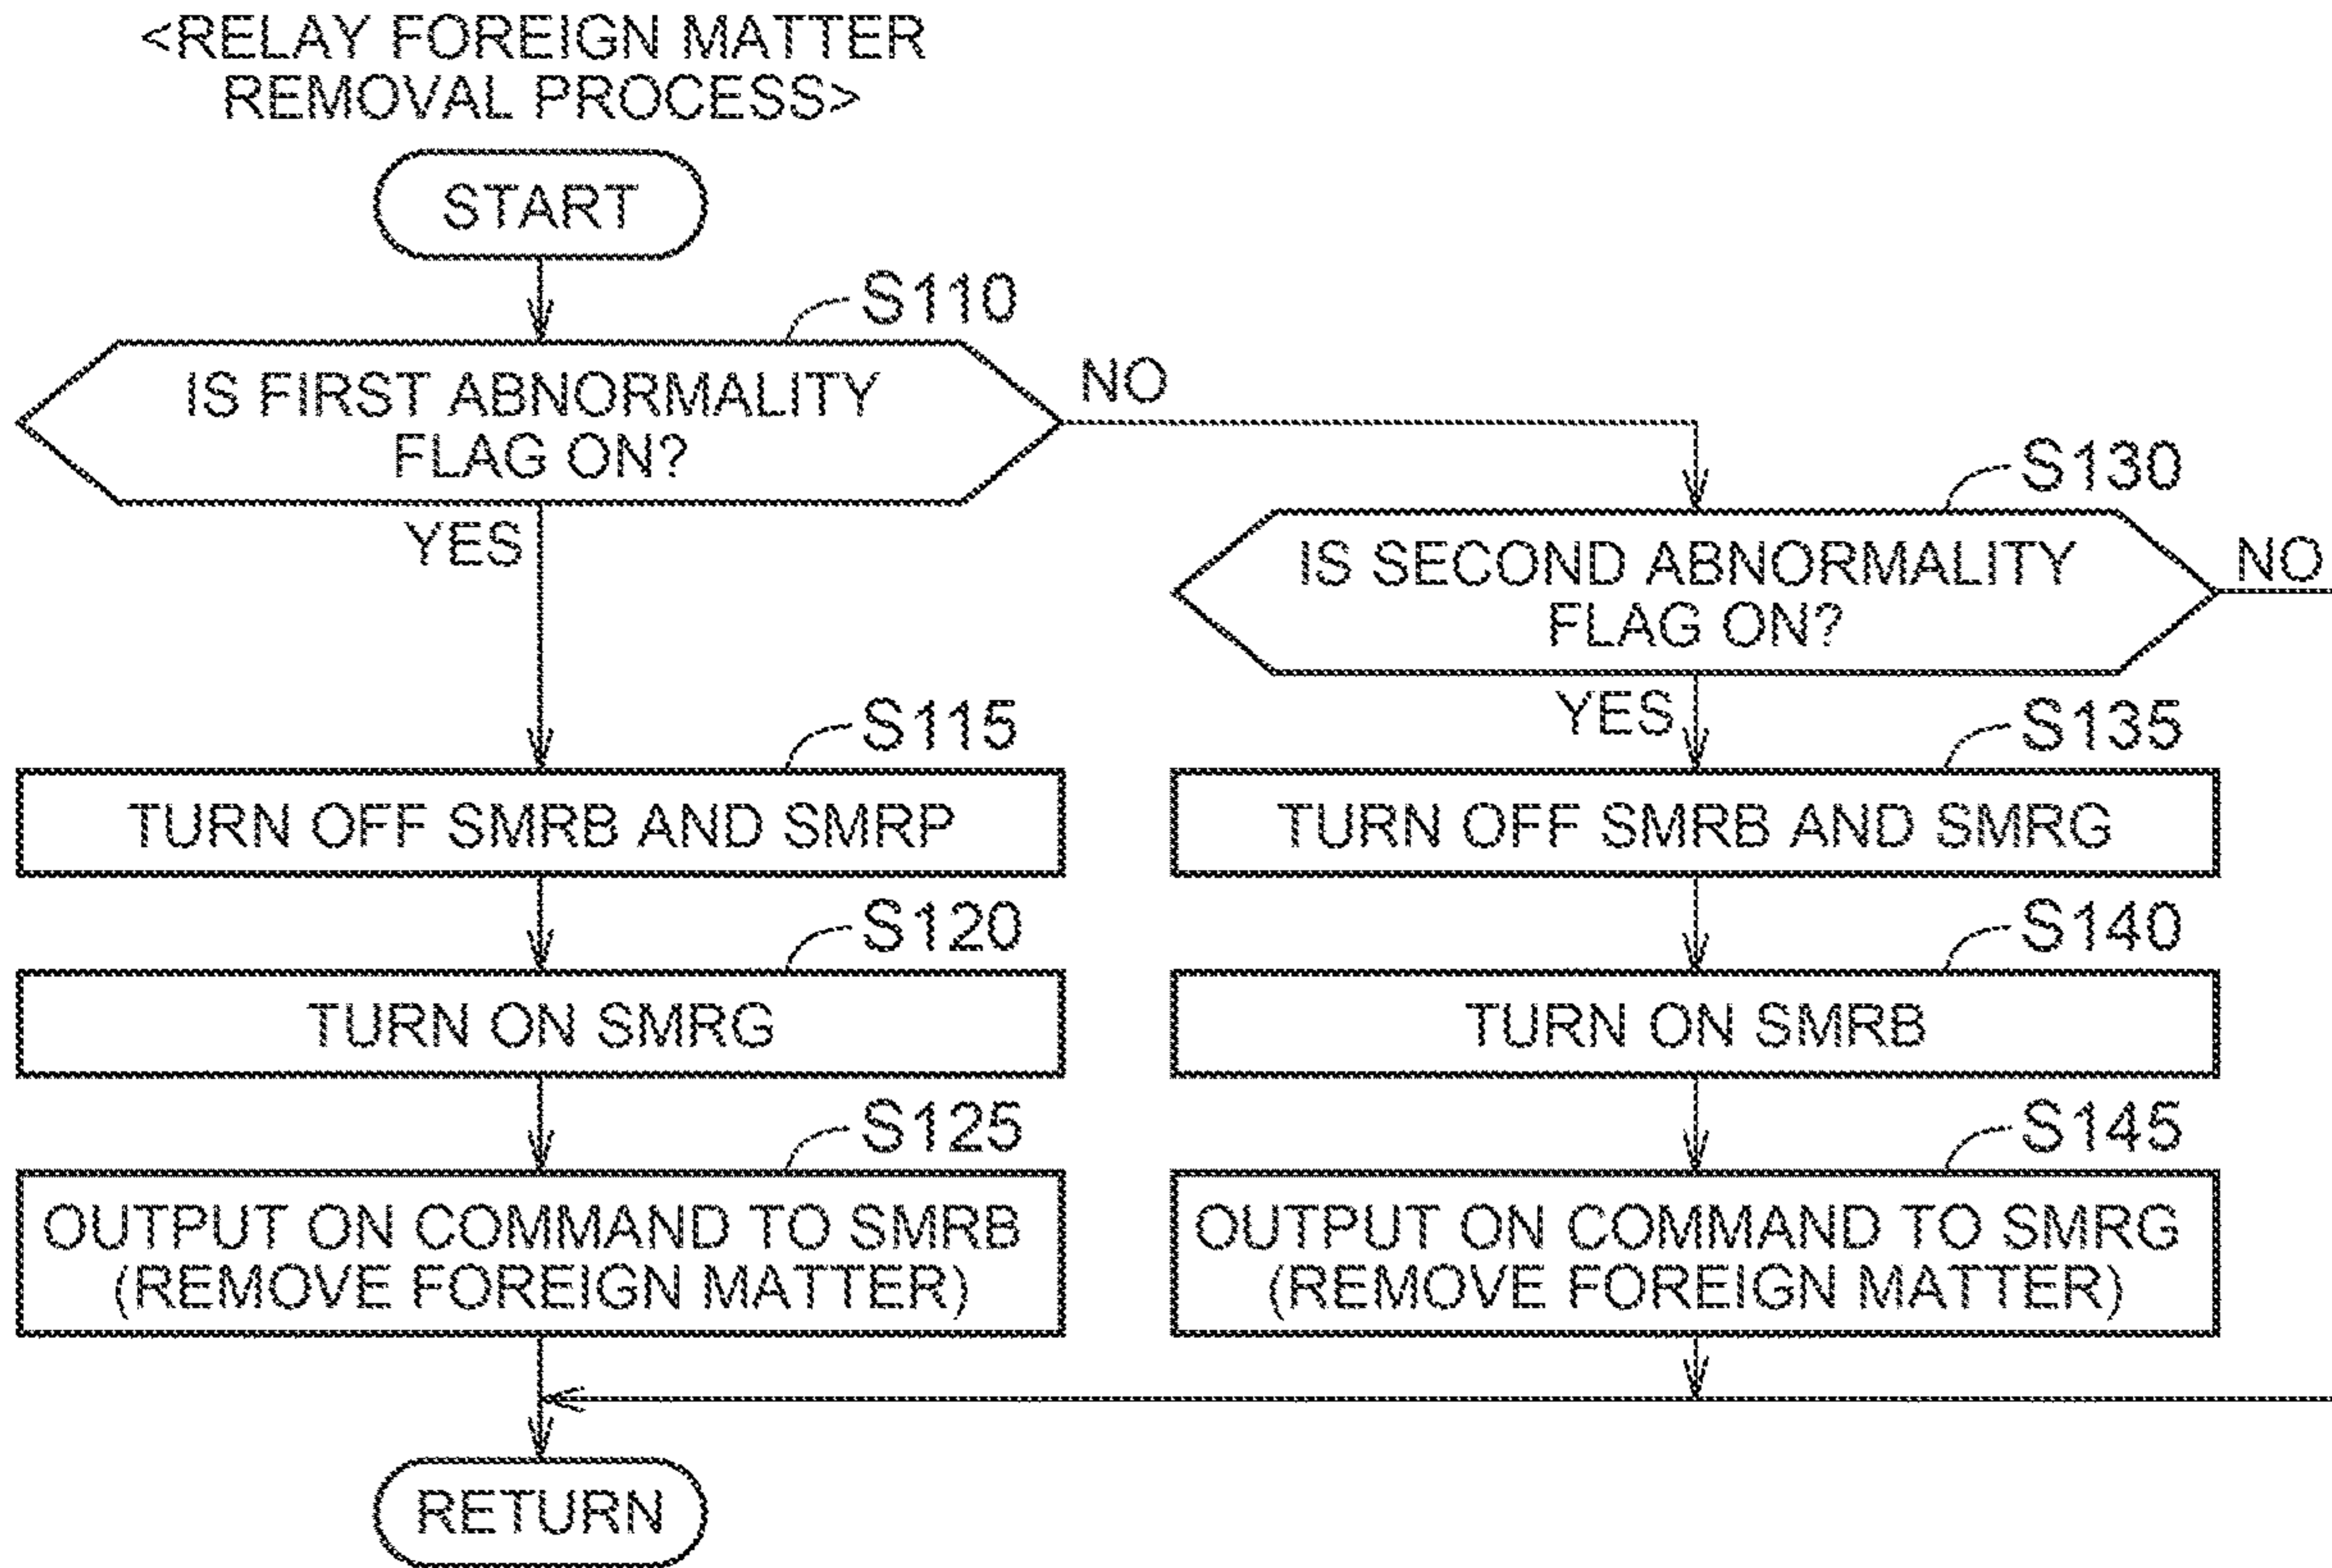 <RELAY FOREIGN MATTER
REMOVAL PROCESS>
START
S110
IS FIRST ABNORMALITY
FLAG ON?
NO
YES
S130
IS SECOND ABNORMALITY
FLAG ON?
NO
YES
S115
TURN OFF SMRB AND SMRP
S135
TURN OFF SMRB AND SMRG
S120
TURN ON SMRG
S140
TURN ON SMRB
S125
OUTPUT ON COMMAND TO SMRB
(REMOVE FOREIGN MATTER)
S145
OUTPUT ON COMMAND TO SMRG
(REMOVE FOREIGN MATTER)
RETURN